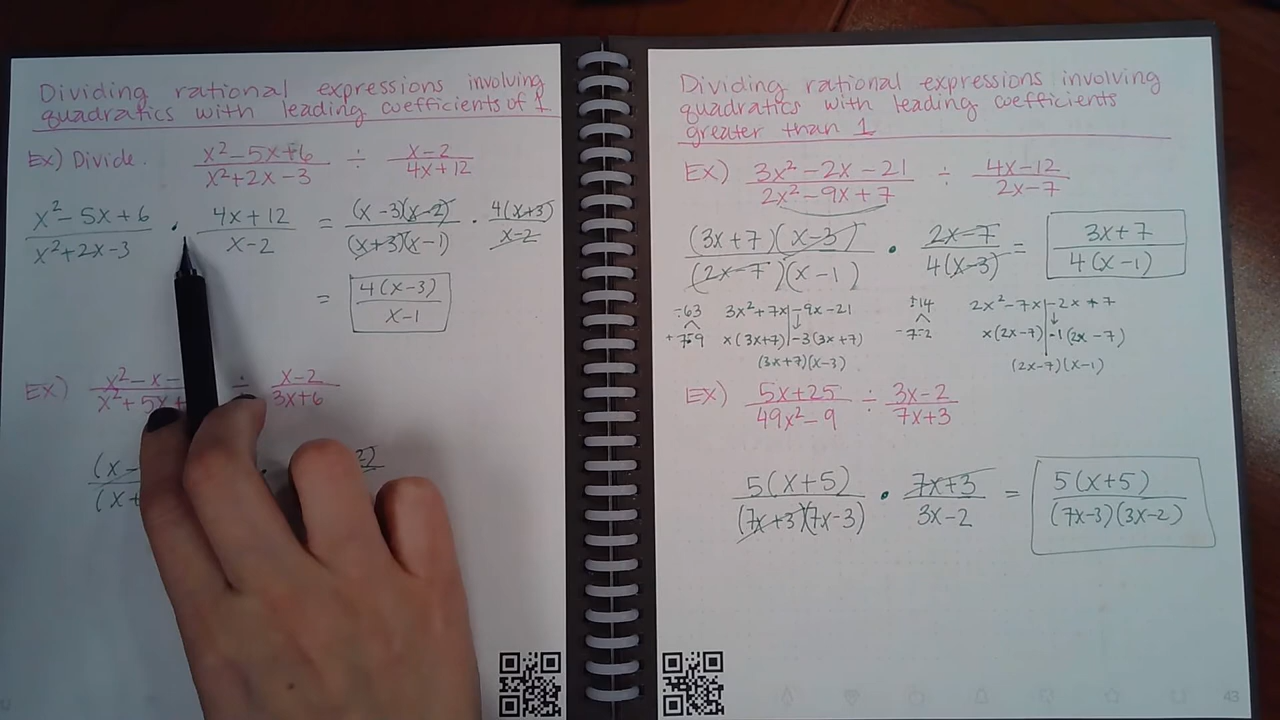 Dividing rational expressions involving
quadratics with leading coefficients of 1
Ex) Divide. (x²-5x+6)/(x²+2x-3) ÷ (x-2)/(4x+12)
(x²-5x+6)/(x²+2x-3) · (4x+12)/(x-2) = ((x-3)(x-2))/((x+3)(x-1)) · (4(x+3))/(x-2)
= (4(x-3))/(x-1)
Ex) (x²-x-)/(x²+5x+) ÷ (x-2)/(3x+6)
(x-
(x+
Dividing rational expressions involving
quadratics with leading coefficients
greater than 1
Ex) (3x²-2x-21)/(2x²-9x+7) ÷ (4x-12)/(2x-7)
((3x+7)(x-3))/((2x-7)(x-1)) · (2x-7)/(4(x-3)) = (3x+7)/(4(x-1))
-63 3x²+7x|-9x-21 +14 2x²-7x|-2x+7
+7-9 x(3x+7)|-3(3x+7) -7-2 x(2x-7)|-1(2x-7)
(3x+7)(x-3) (2x-7)(x-1)
Ex) (5x+25)/(49x²-9) ÷ (3x-2)/(7x+3)
(5(x+5))/((7x+3)(7x-3)) · (7x+3)/(3x-2) = (5(x+5))/((7x-3)(3x-2))
43